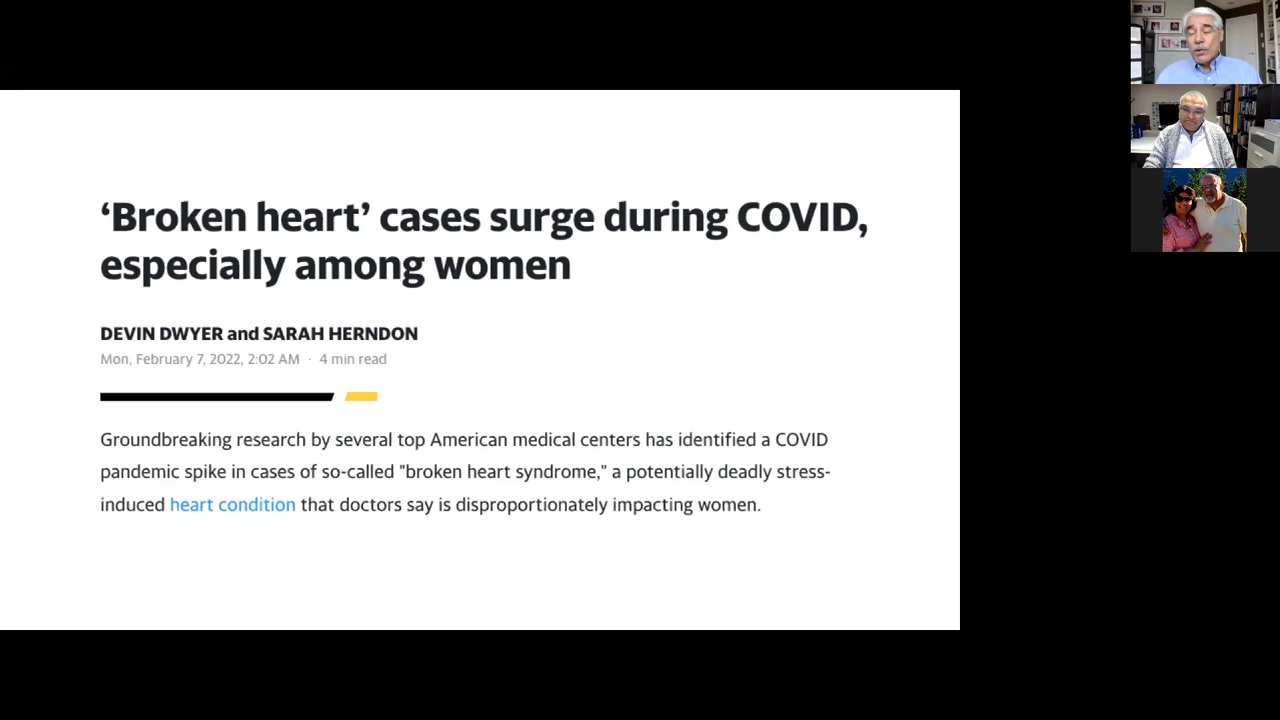 ‘Broken heart’ cases surge during COVID,
especially among women
DEVIN DWYER and SARAH HERNDON
Mon, February 7, 2022, 2:02 AM · 4 min read
Groundbreaking research by several top American medical centers has identified a COVID
pandemic spike in cases of so-called "broken heart syndrome," a potentially deadly stress-
induced heart condition that doctors say is disproportionately impacting women.